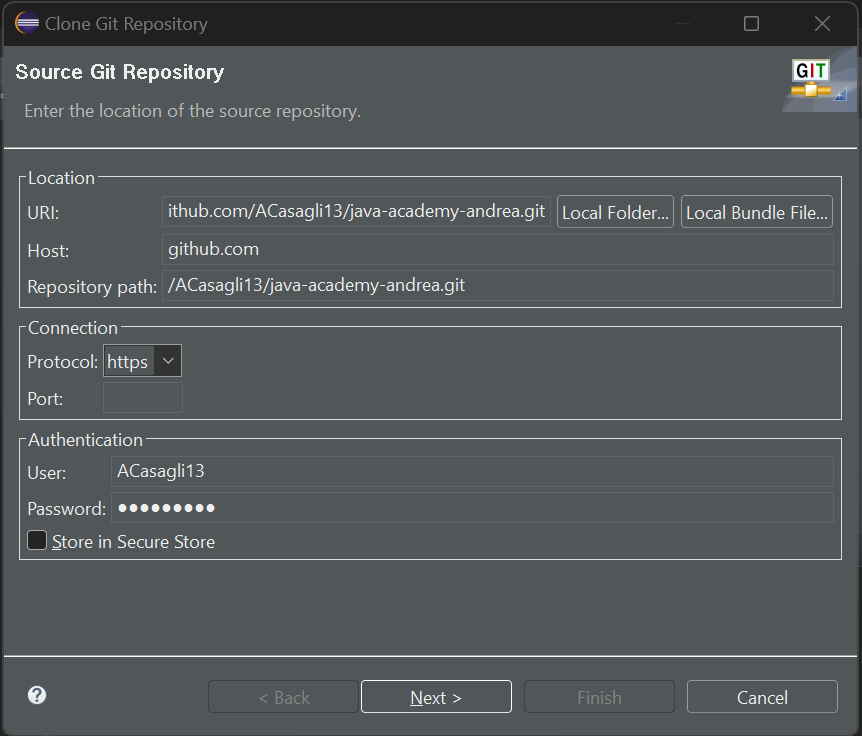 Clone Git Repository
Source Git Repository
GIT
Enter the location of the source repository.
Location
URI: ithub.com/ACasagli13/java-academy-andrea.git Local Folder... Local Bundle File...
Host: github.com
Repository path: /ACasagli13/java-academy-andrea.git
Connection
Protocol: https
Port:
Authentication
User: ACasagli13
Password: ●●●●●●●●●
Store in Secure Store
? < Back Next > Finish Cancel